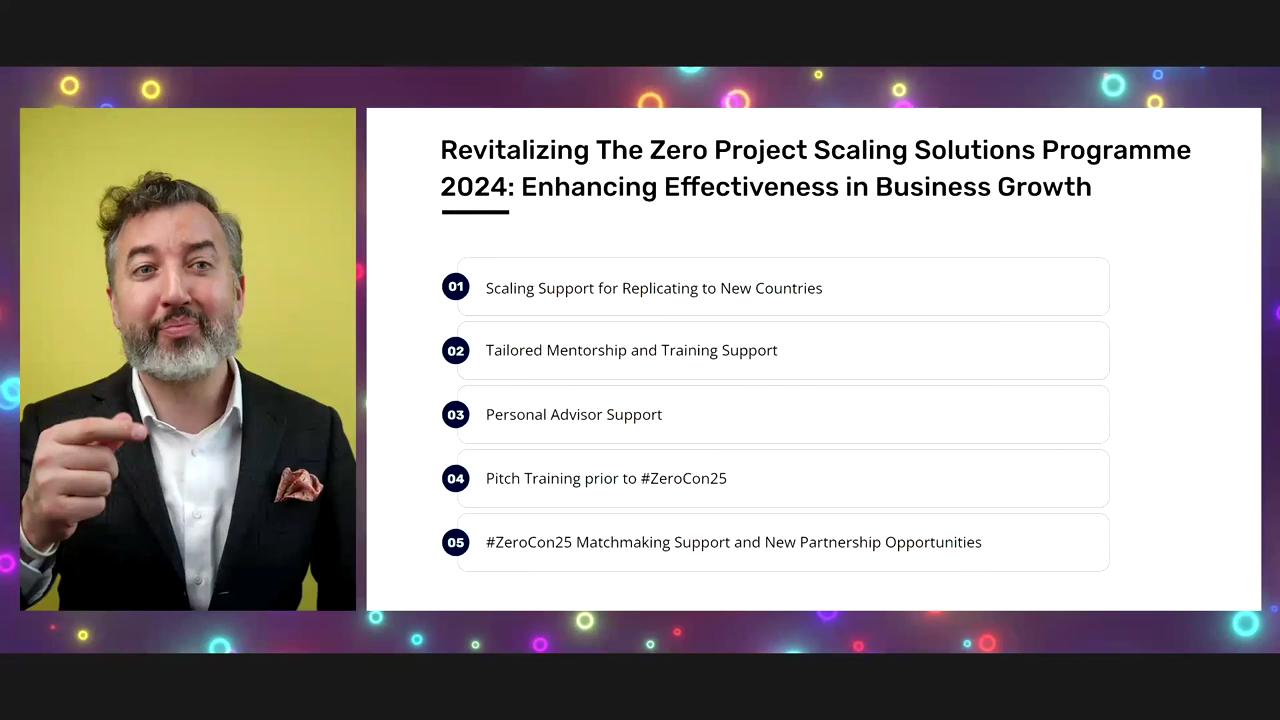 Revitalizing The Zero Project Scaling Solutions Programme
2024: Enhancing Effectiveness in Business Growth
01 Scaling Support for Replicating to New Countries
02 Tailored Mentorship and Training Support
03 Personal Advisor Support
04 Pitch Training prior to #ZeroCon25
05 #ZeroCon25 Matchmaking Support and New Partnership Opportunities